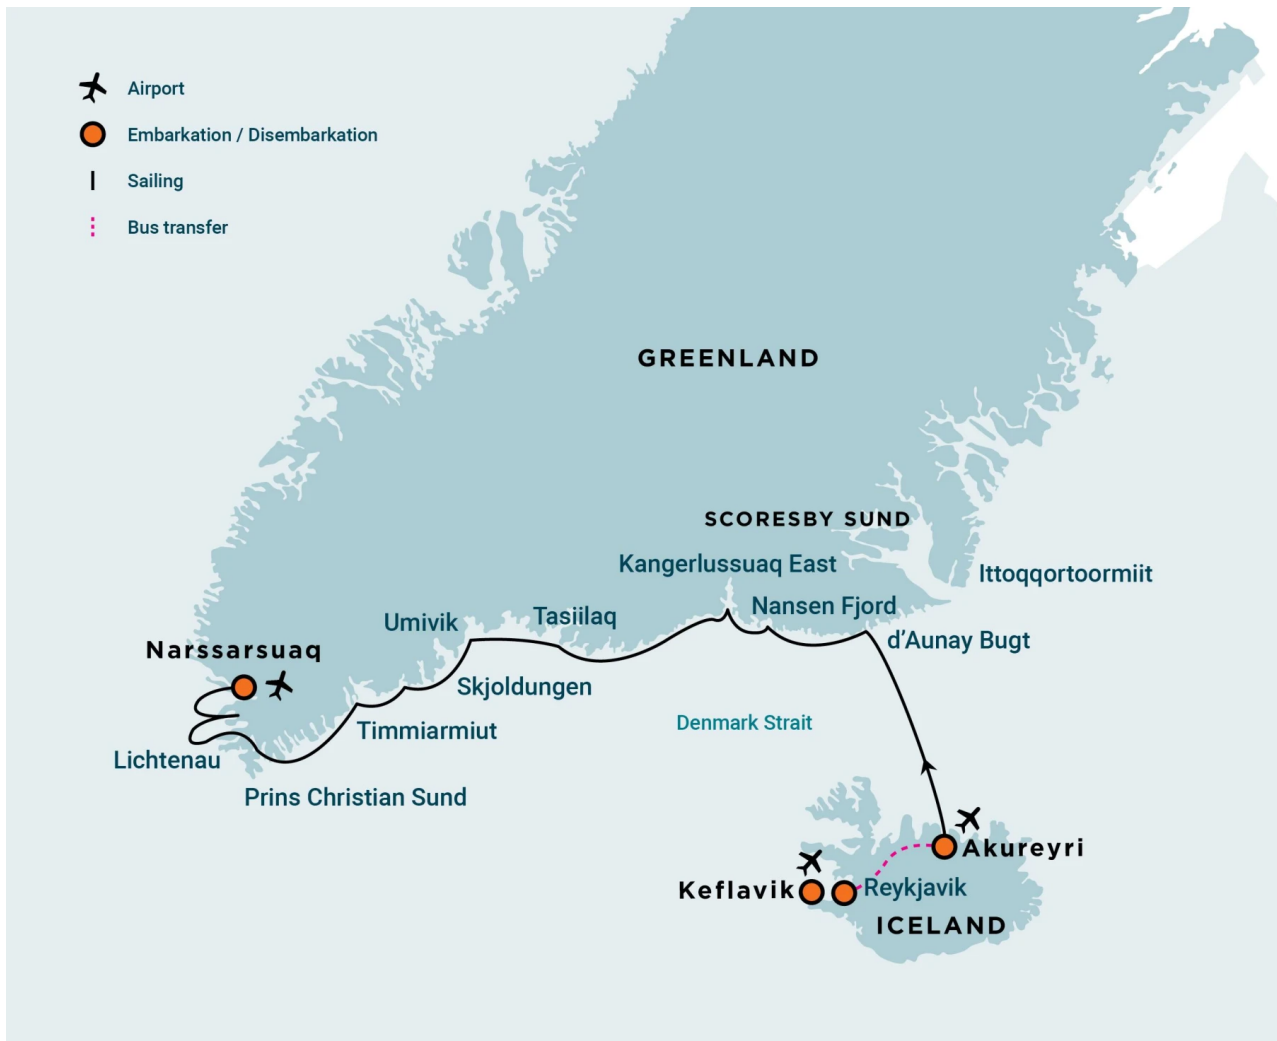 Airport
Embarkation / Disembarkation
Sailing
Bus transfer
GREENLAND
SCORESBY SUND
Kangerlussuaq East
Ittoqqortoormiit
Nansen Fjord
Umivik
Tasiilaq
d'Aunay Bugt
Narssarsuaq
Skjoldungen
Denmark Strait
Timmiarmiut
Lichtenau
Prins Christian Sund
Akureyri
Keflavik
Reykjavik
ICELAND